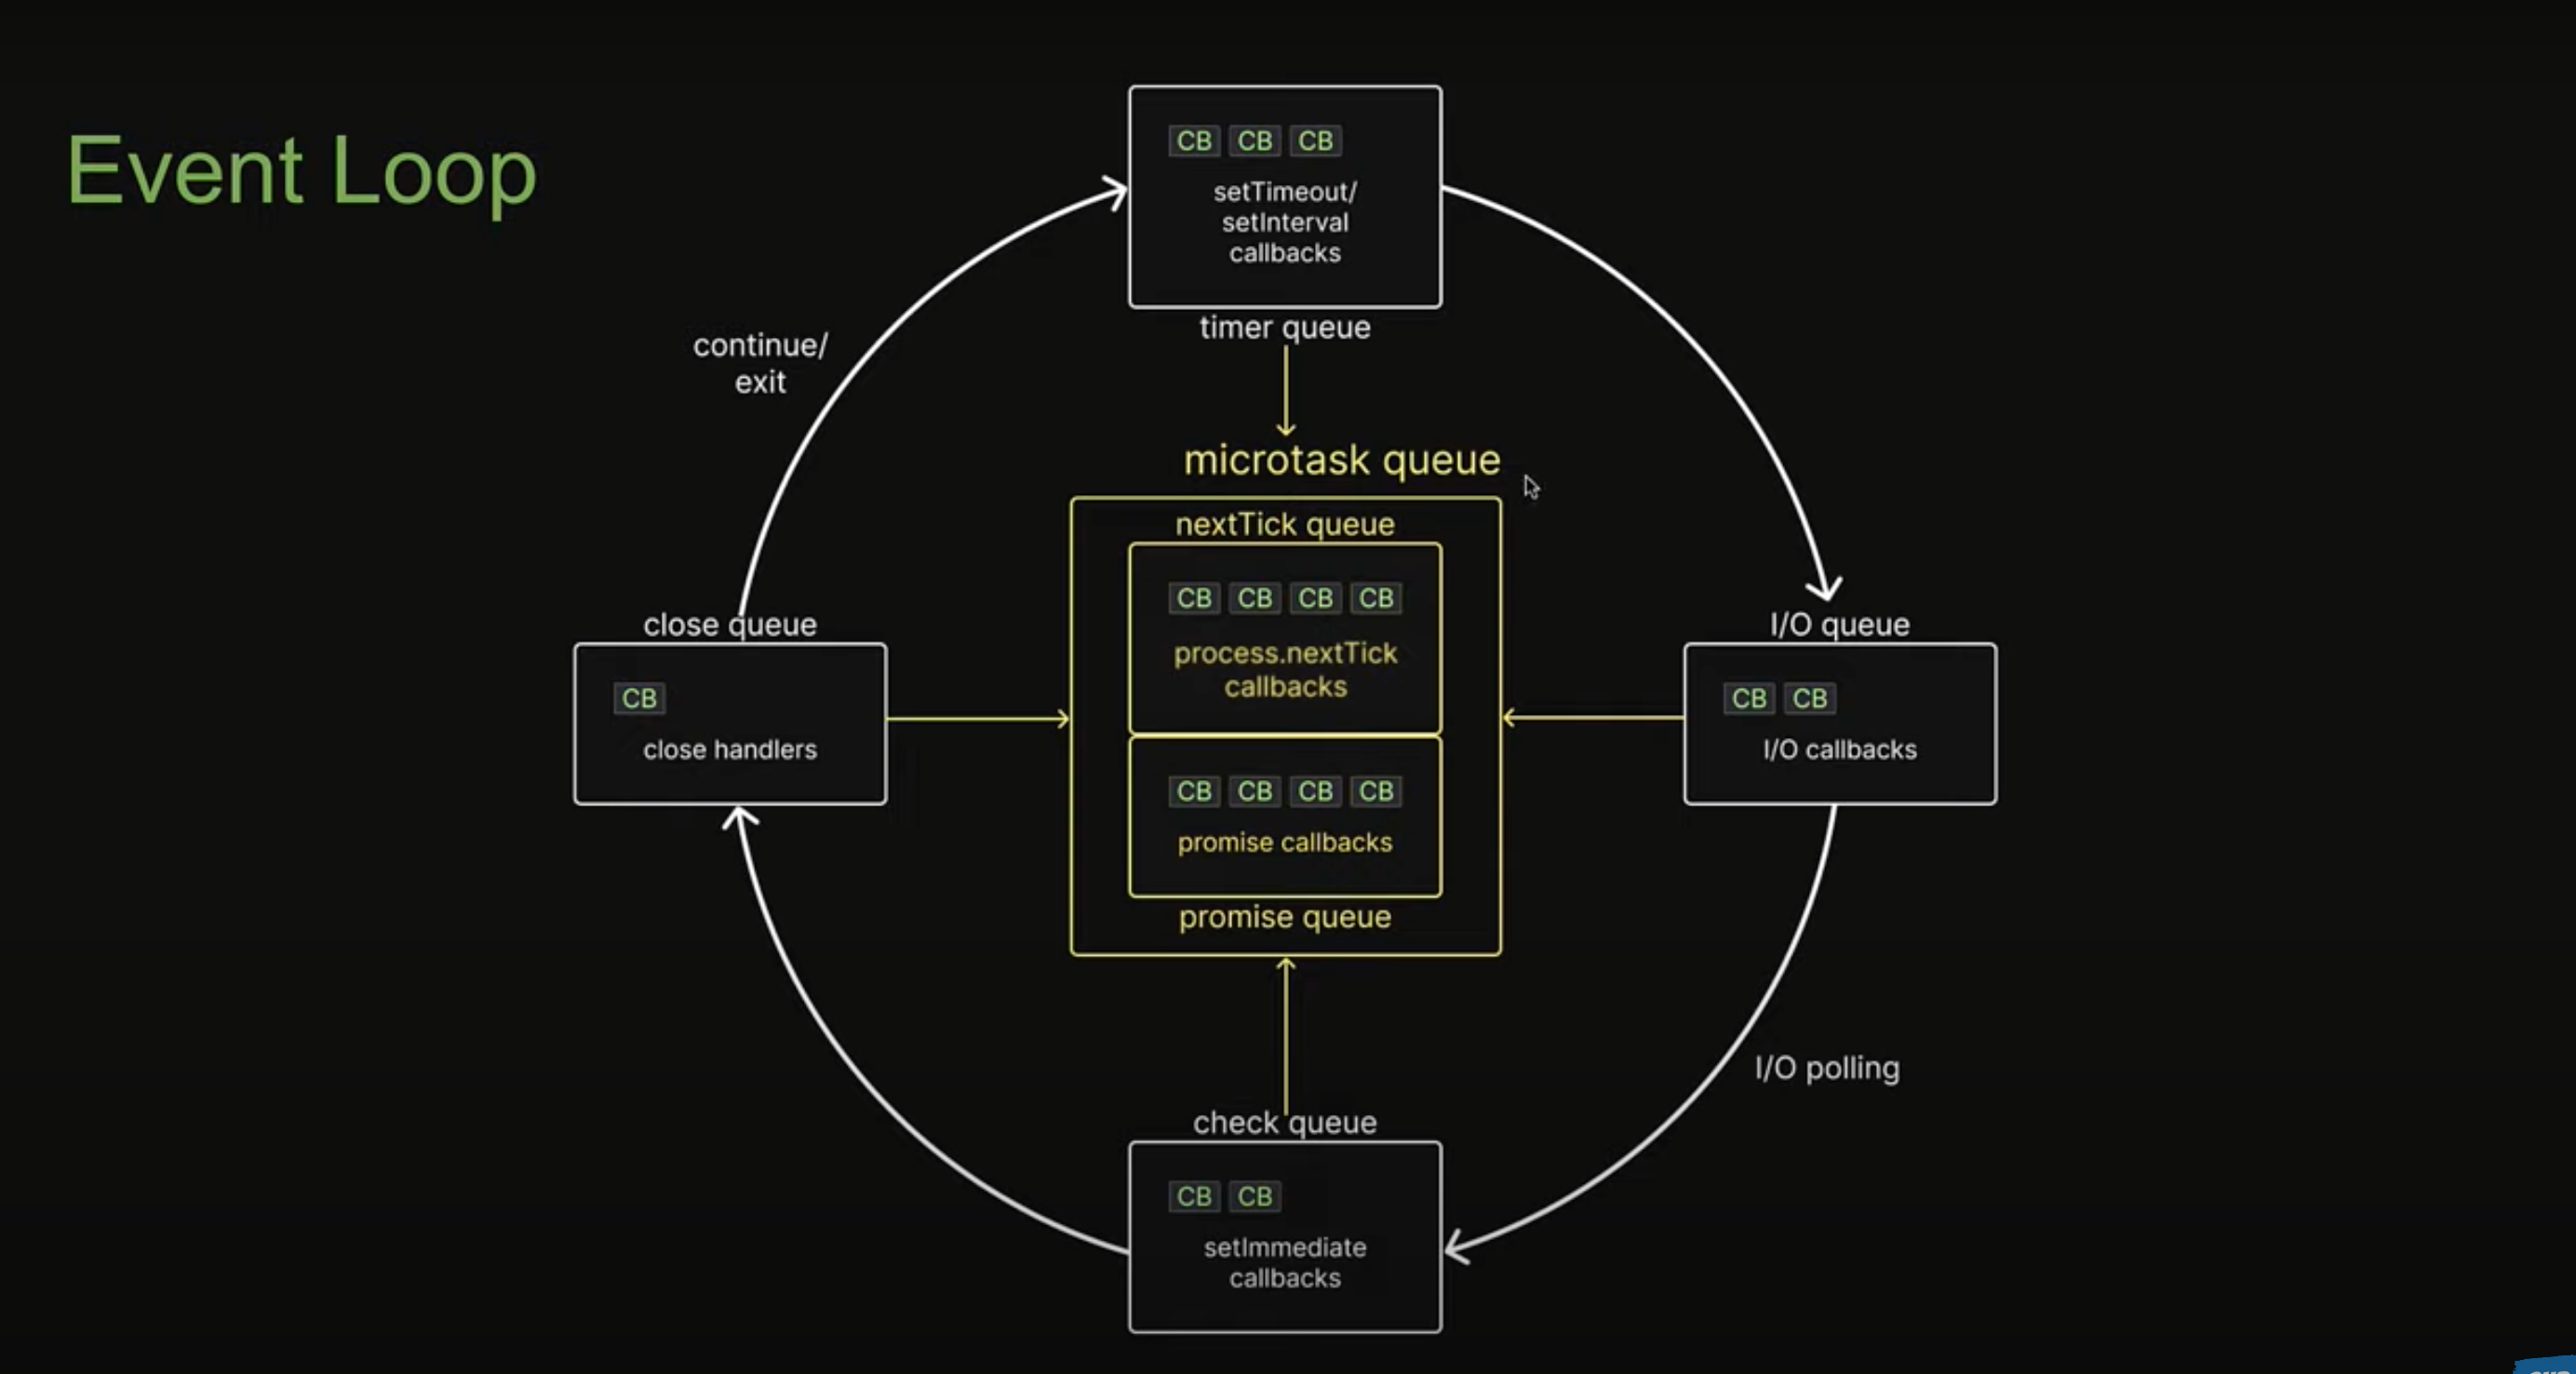 Event Loop
CB CB CB
setTimeout/
setInterval
callbacks
timer queue
continue/
exit
microtask queue
nextTick queue
CB CB CB CB
process.nextTick
callbacks
CB CB CB CB
promise callbacks
promise queue
close queue
CB
close handlers
I/O queue
CB CB
I/O callbacks
I/O polling
check queue
CB CB
setImmediate
callbacks